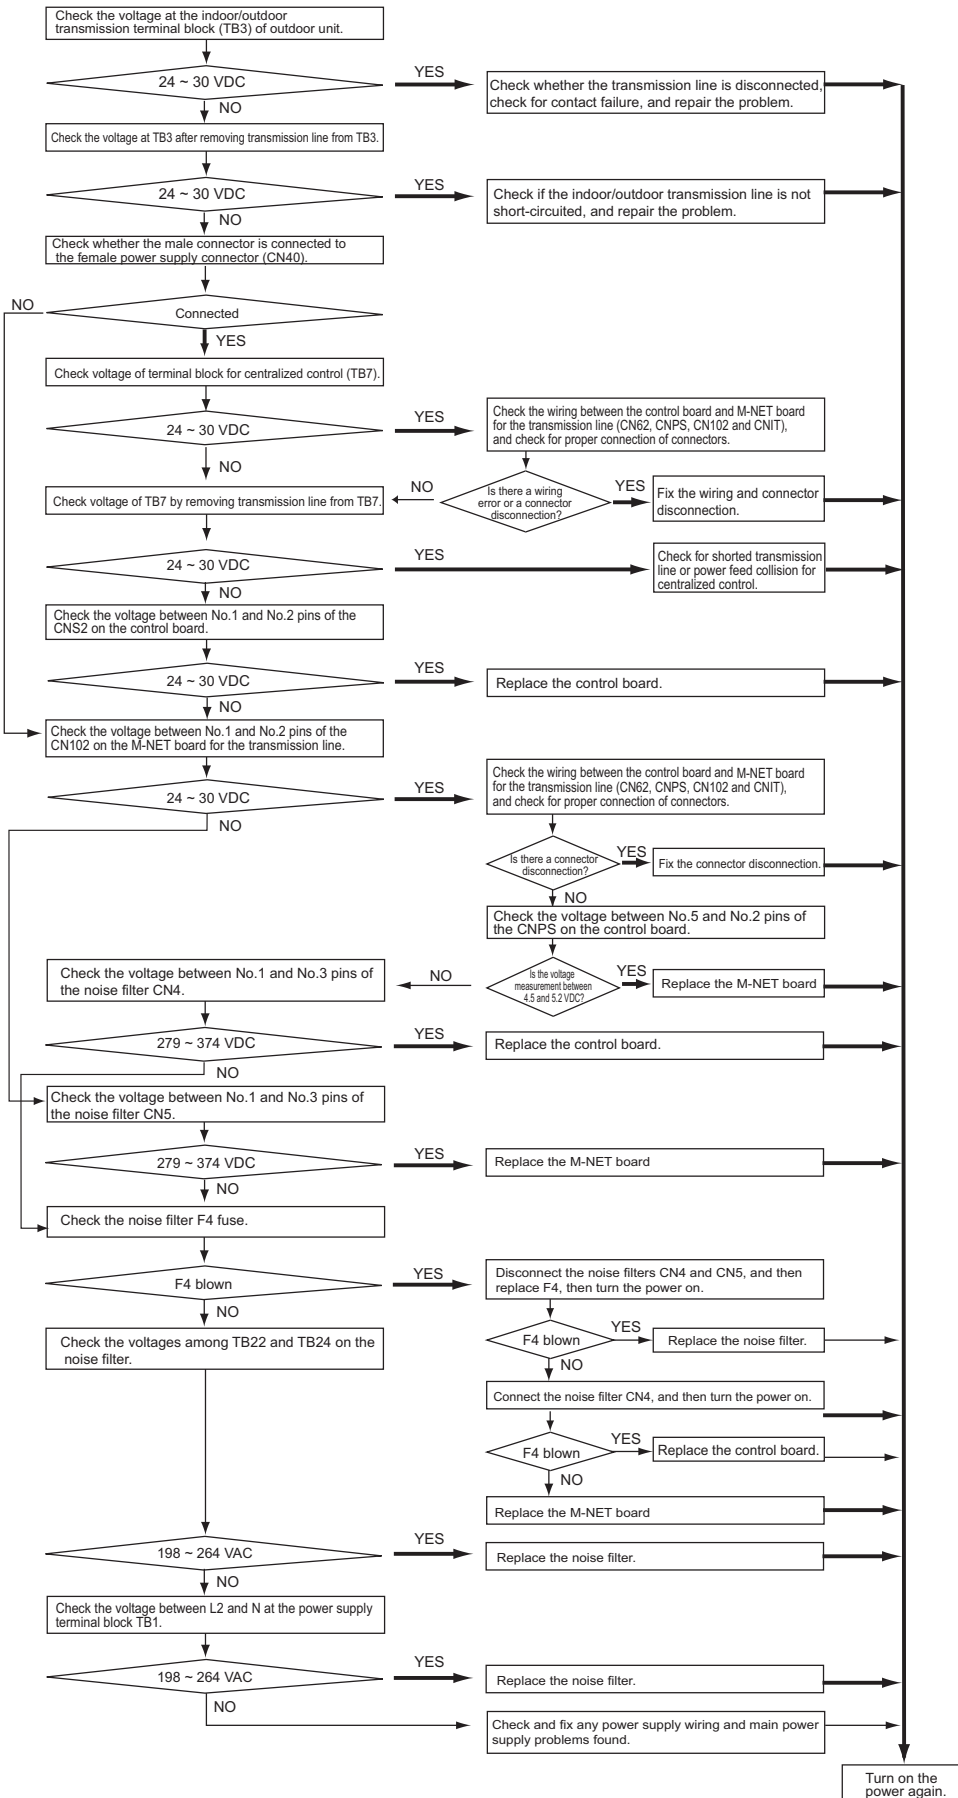 Check the voltage at the indoor/outdoor
transmission terminal block (TB3) of outdoor unit.
24 ~ 30 VDC
YES
Check whether the transmission line is disconnected,
check for contact failure, and repair the problem.
NO
Check the voltage at TB3 after removing transmission line from TB3.
24 ~ 30 VDC
YES
Check if the indoor/outdoor transmission line is not
short-circuited, and repair the problem.
NO
Check whether the male connector is connected to
the female power supply connector (CN40).
NO
Connected
YES
Check voltage of terminal block for centralized control (TB7).
24 ~ 30 VDC
YES
Check the wiring between the control board and M-NET board
for the transmission line (CN62, CNPS, CN102 and CNIT),
and check for proper connection of connectors.
NO
Check voltage of TB7 by removing transmission line from TB7.
NO
Is there a wiring
error or a connector
disconnection?
YES
Fix the wiring and connector
disconnection.
24 ~ 30 VDC
YES
Check for shorted transmission
line or power feed collision for
centralized control.
NO
Check the voltage between No.1 and No.2 pins of the
CNS2 on the control board.
24 ~ 30 VDC
YES
Replace the control board.
NO
Check the voltage between No.1 and No.2 pins of the
CN102 on the M-NET board for the transmission line.
24 ~ 30 VDC
YES
Check the wiring between the control board and M-NET board
for the transmission line (CN62, CNPS, CN102 and CNIT),
and check for proper connection of connectors.
NO
Is there a connector
disconnection?
YES
Fix the connector disconnection.
NO
Check the voltage between No.5 and No.2 pins of
the CNPS on the control board.
Check the voltage between No.1 and No.3 pins of
the noise filter CN4.
NO
Is the voltage
measurement between
4.5 and 5.2 VDC?
YES
Replace the M-NET board
279 ~ 374 VDC
YES
Replace the control board.
NO
Check the voltage between No.1 and No.3 pins of
the noise filter CN5.
279 ~ 374 VDC
YES
Replace the M-NET board
NO
Check the noise filter F4 fuse.
F4 blown
YES
Disconnect the noise filters CN4 and CN5, and then
replace F4, then turn the power on.
NO
Check the voltages among TB22 and TB24 on the
noise filter.
F4 blown
YES
Replace the noise filter.
NO
Connect the noise filter CN4, and then turn the power on.
F4 blown
YES
Replace the control board.
NO
Replace the M-NET board
198 ~ 264 VAC
YES
Replace the noise filter.
NO
Check the voltage between L2 and N at the power supply
terminal block TB1.
198 ~ 264 VAC
YES
Replace the noise filter.
NO
Check and fix any power supply wiring and main power
supply problems found.
Turn on the
power again.